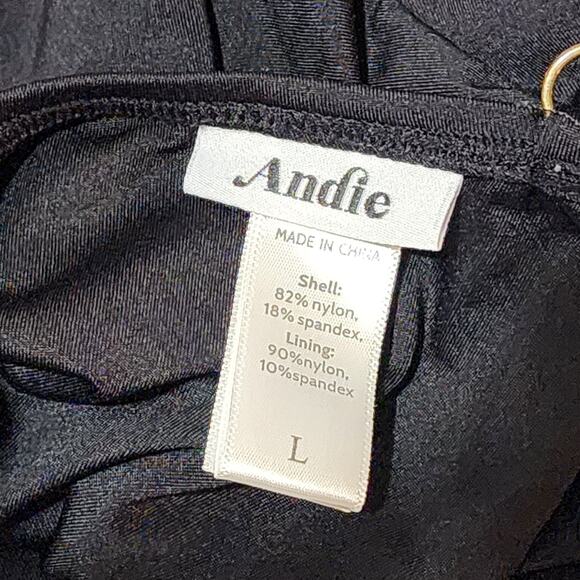 Andie
MADE IN CHINA
Shell:
82% nylon,
18% spandex,
Lining:
90%nylon,
10%spandex
L